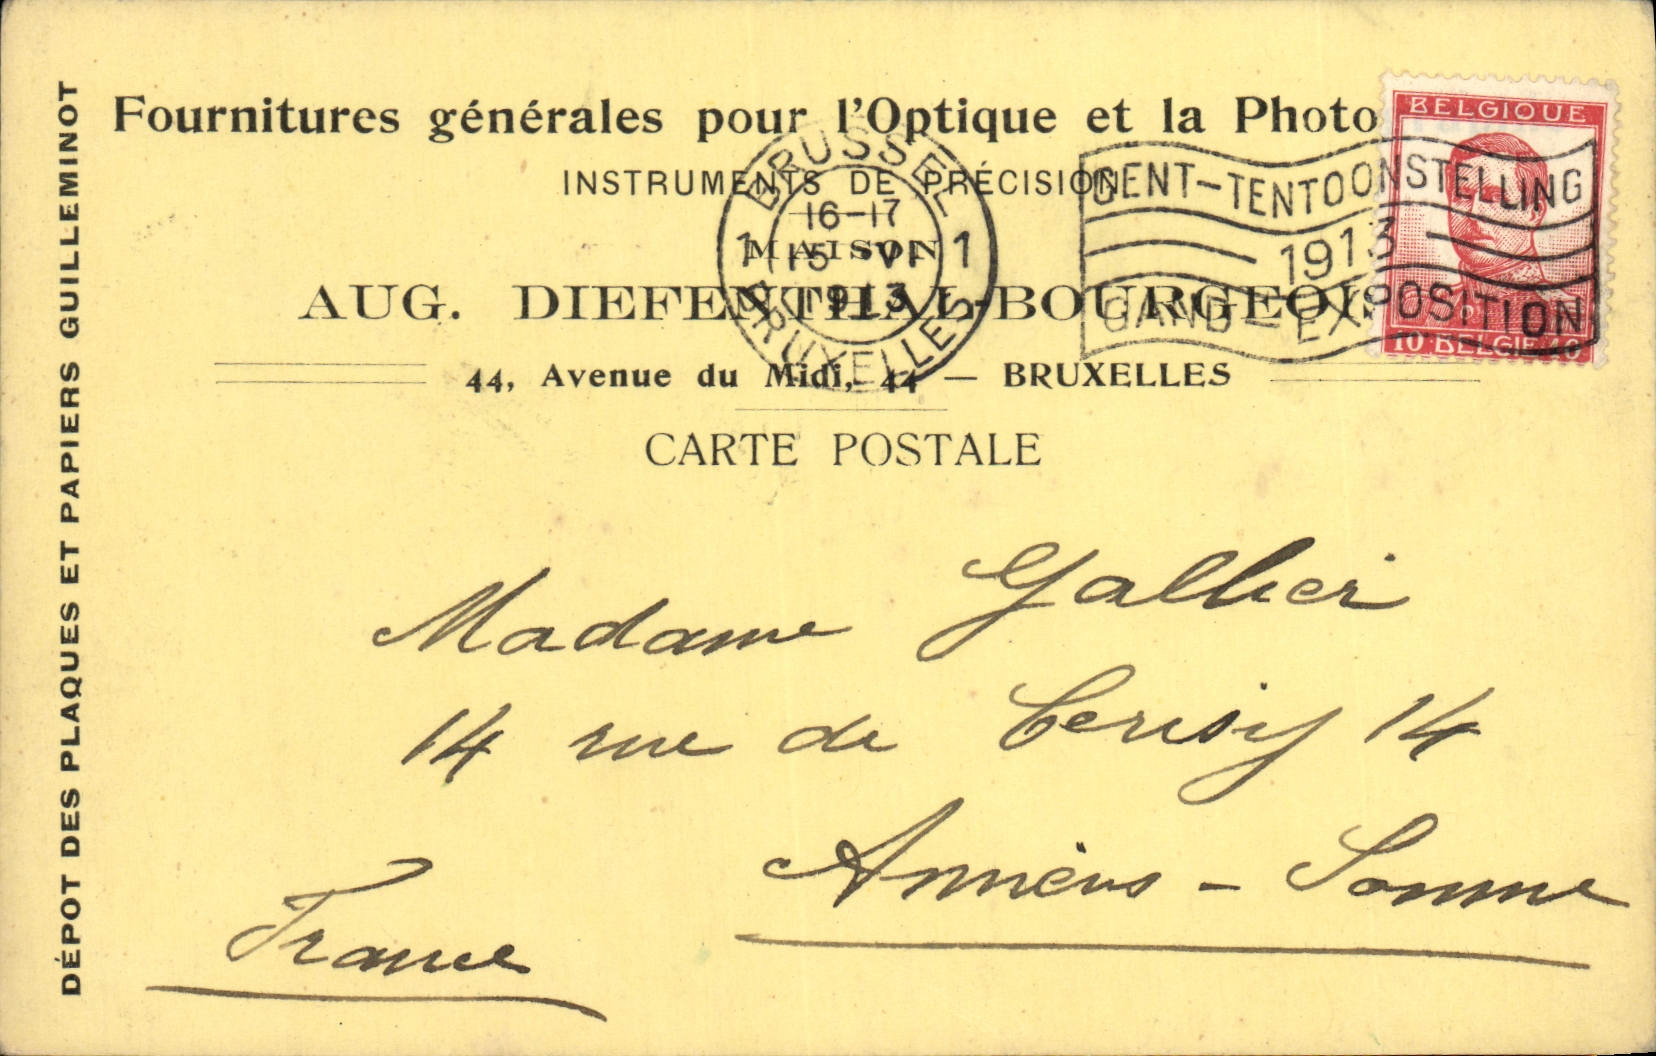 DÉPOT DES PLAQUES ET PAPIERS GUILLEMINOT
Fournitures générales pour l'Optique et la Photo
INSTRUMENTS DE PRÉCISION
MAISON
AUG. DIEFENTHAL-BOURGEOIS
44, Avenue du Midi, 44 — BRUXELLES
CARTE POSTALE
BRUSSEL
16-17
1 15 VI 1
1913
BRUXELLES
GENT-TENTOONSTELLING
1913
GAND-EXPOSITION
BELGIQUE
10 BELGIE 10
Madame Gallier
14 rue de Cerisy 14
Amiens - Somme
France